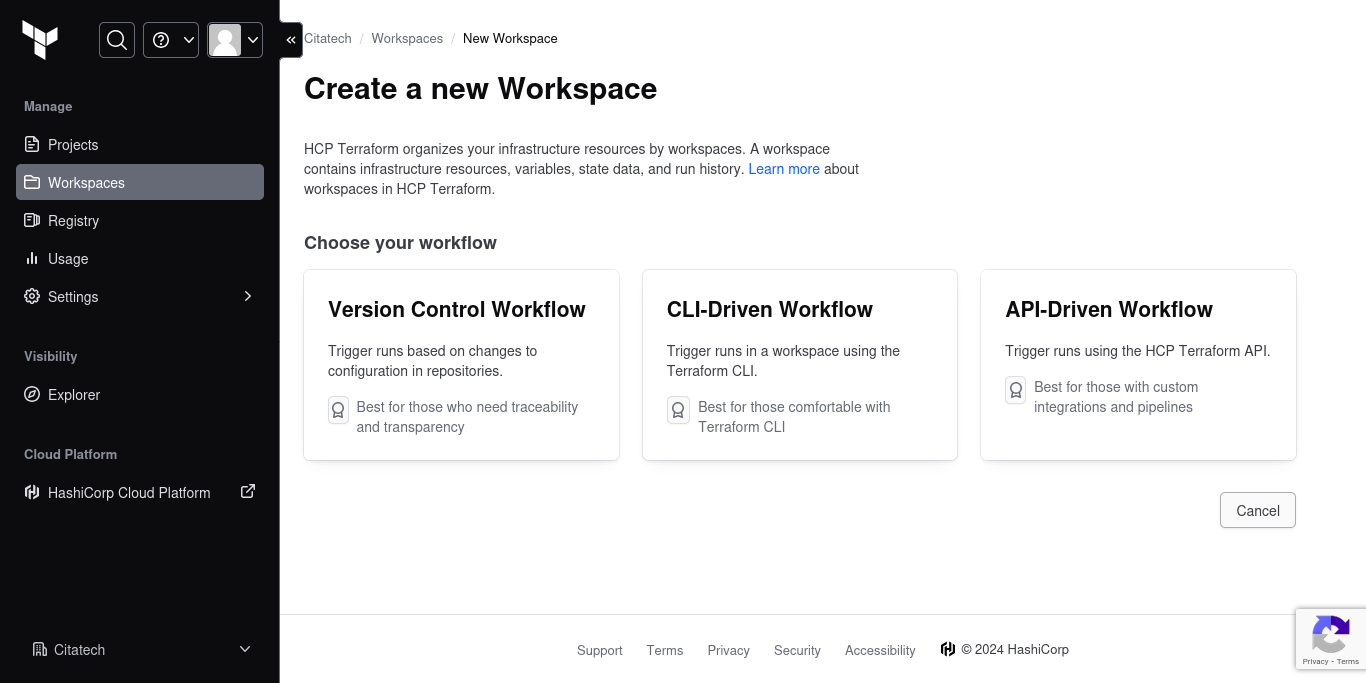 Manage
Projects
Workspaces
Registry
Usage
Settings
Visibility
Explorer
Cloud Platform
HashiCorp Cloud Platform
Citatech
Citatech / Workspaces / New Workspace
Create a new Workspace
HCP Terraform organizes your infrastructure resources by workspaces. A workspace
contains infrastructure resources, variables, state data, and run history. Learn more about
workspaces in HCP Terraform.
Choose your workflow
Version Control Workflow
Trigger runs based on changes to
configuration in repositories.
Best for those who need traceability
and transparency
CLI-Driven Workflow
Trigger runs in a workspace using the
Terraform CLI.
Best for those comfortable with
Terraform CLI
API-Driven Workflow
Trigger runs using the HCP Terraform API.
Best for those with custom
integrations and pipelines
Cancel
Support Terms Privacy Security Accessibility © 2024 HashiCorp
Privacy - Terms